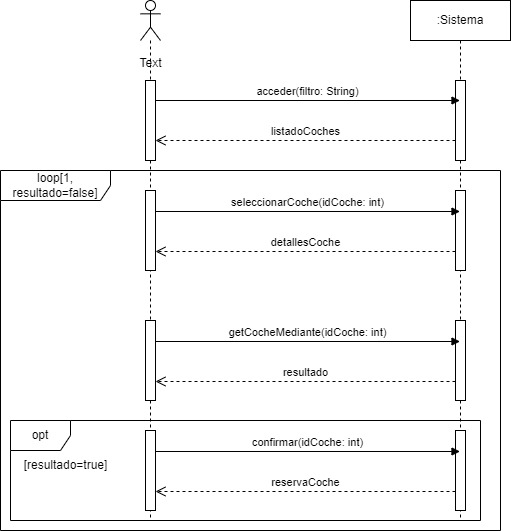 :Sistema
Text
acceder(filtro: String)
listadoCoches
loop[1,
resultado=false]
seleccionarCoche(idCoche: int)
detallesCoche
getCocheMediante(idCoche: int)
resultado
opt
confirmar(idCoche: int)
[resultado=true]
reservaCoche